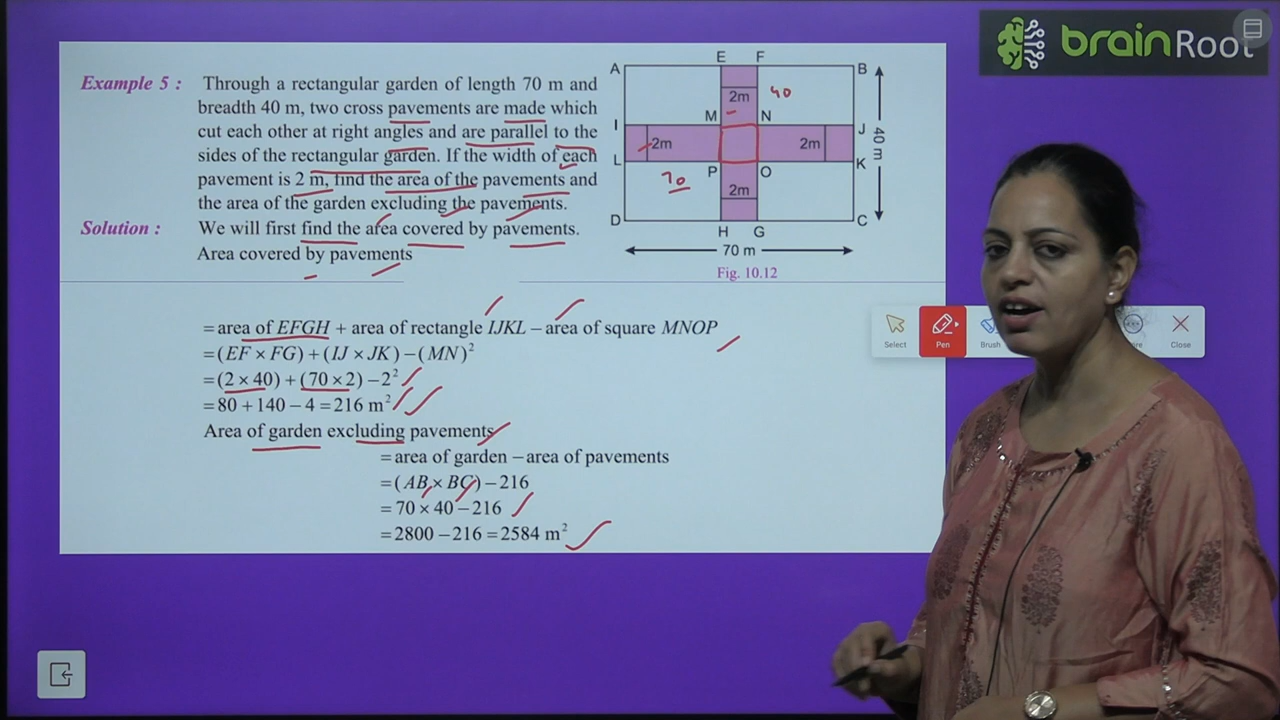 brainRoot
Example 5 : Through a rectangular garden of length 70 m and
breadth 40 m, two cross pavements are made which
cut each other at right angles and are parallel to the
sides of the rectangular garden. If the width of each
pavement is 2 m, find the area of the pavements and
the area of the garden excluding the pavements.
Solution : We will first find the area covered by pavements.
Area covered by pavements
= area of EFGH + area of rectangle IJKL − area of square MNOP
= (EF × FG) + (IJ × JK) − (MN)²
= (2 × 40) + (70 × 2) − 2²
= 80 + 140 − 4 = 216 m²
Area of garden excluding pavements
= area of garden − area of pavements
= (AB × BC) − 216
= 70 × 40 − 216
= 2800 − 216 = 2584 m²
E F
A B
2m 40
M N
I J
2m 2m 40 m
L K
P O
70
2m
D C
H G
70 m
Fig. 10.12
Select Pen Brush Close